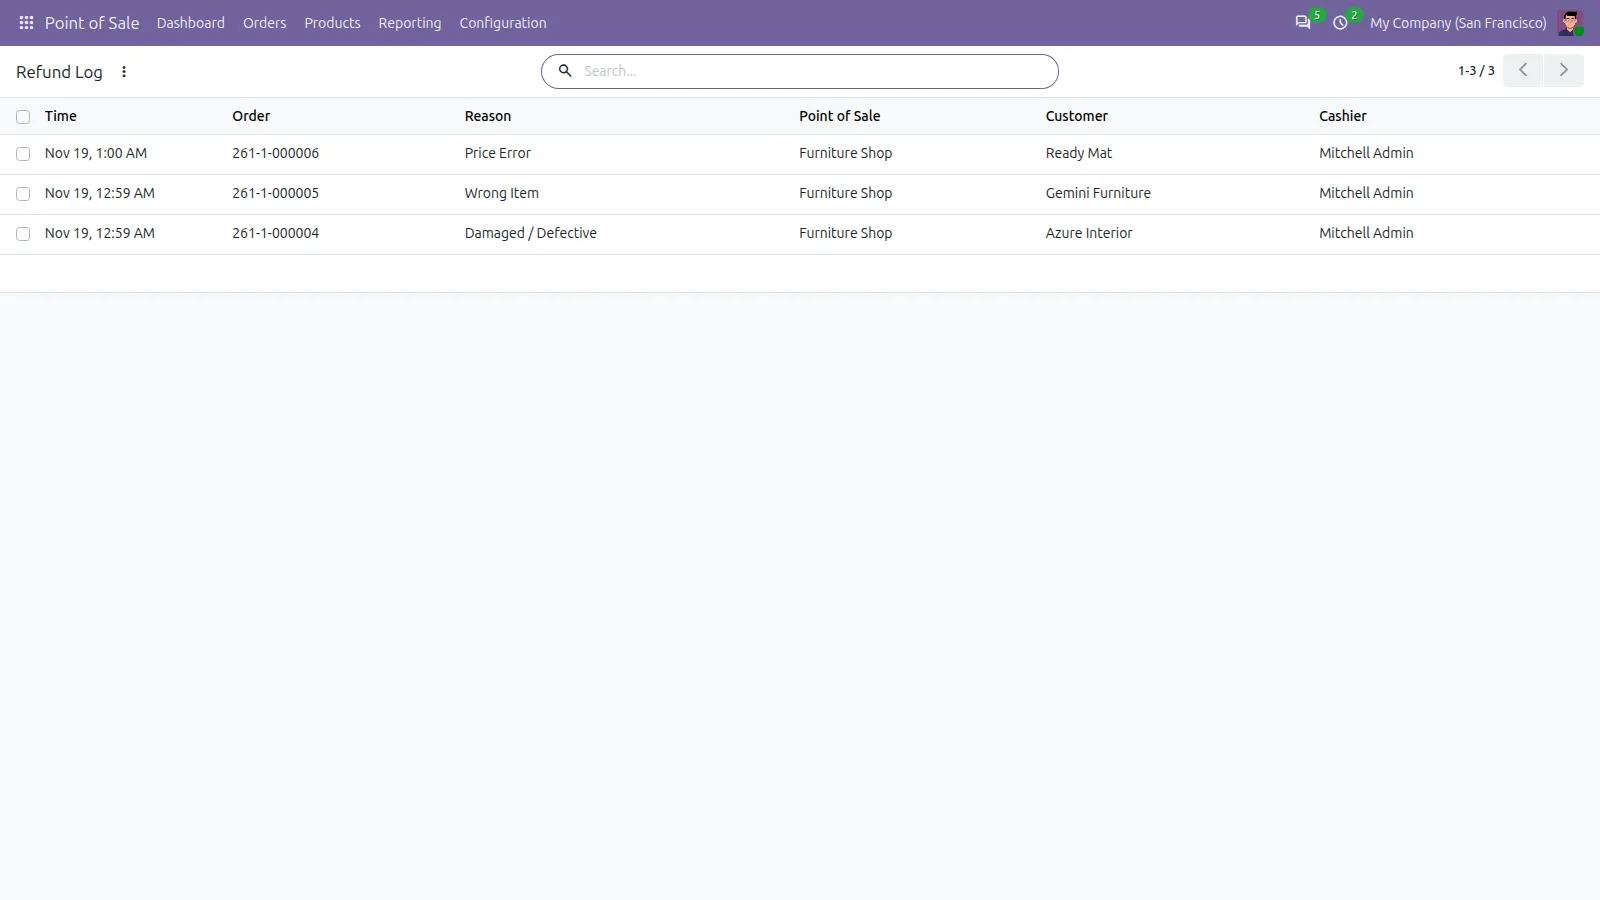 Point of Sale Dashboard Orders Products Reporting Configuration 5 2 My Company (San Francisco)
Refund Log Search... 1-3 / 3
Time Order Reason Point of Sale Customer Cashier
Nov 19, 1:00 AM 261-1-000006 Price Error Furniture Shop Ready Mat Mitchell Admin
Nov 19, 12:59 AM 261-1-000005 Wrong Item Furniture Shop Gemini Furniture Mitchell Admin
Nov 19, 12:59 AM 261-1-000004 Damaged / Defective Furniture Shop Azure Interior Mitchell Admin